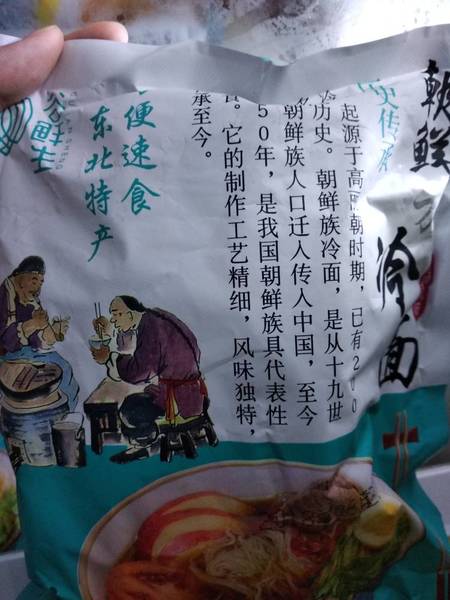 朝鲜
冷面
史传
起源于高丽朝时期，已有200
历史。朝鲜族冷面，是从十九世
朝鲜族人口迁入传入中国，至今
50年，是我国朝鲜族具代表性
。它的制作工艺精细，风味独特，
承至今。
便速食
东北特产